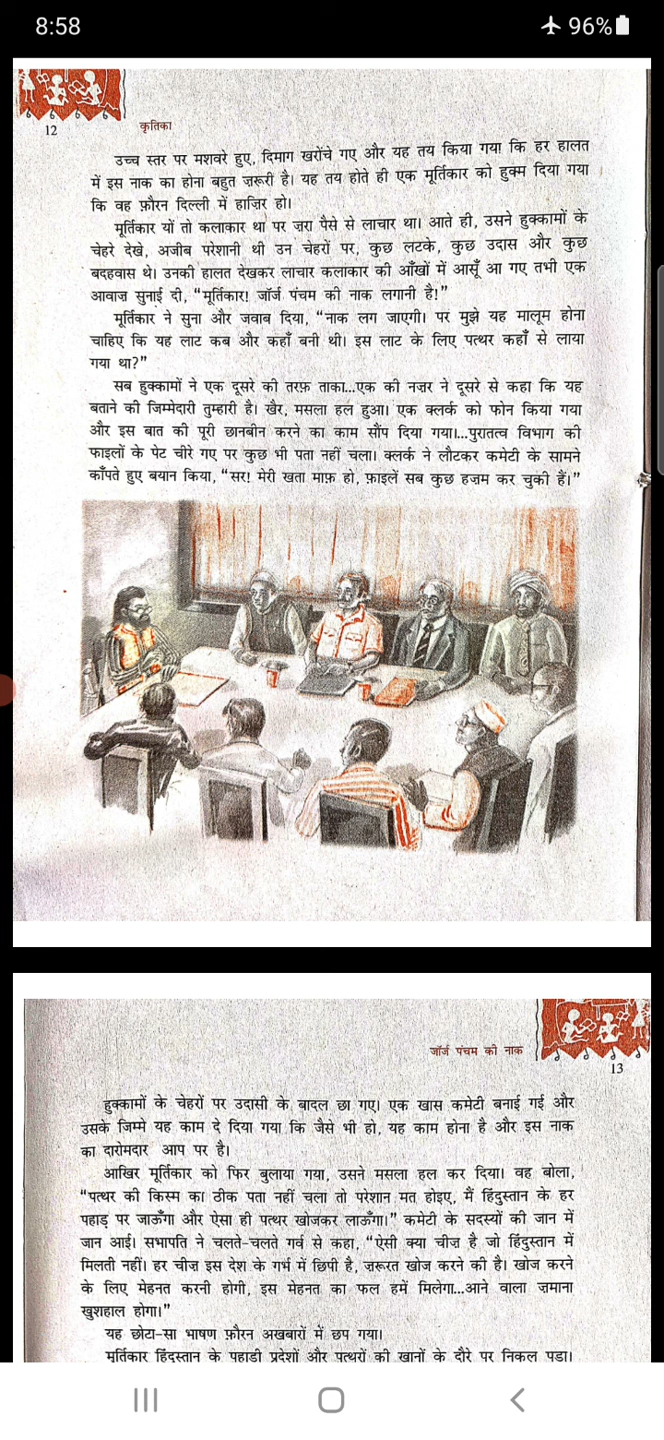 8:58
96%
12
कृतिका
उच्च स्तर पर मशवरे हुए, दिमाग खरोंचे गए और यह तय किया गया कि हर हालत
में इस नाक का होना बहुत ज़रूरी है। यह तय होते ही एक मूर्तिकार को हुक्म दिया गया
कि वह फ़ौरन दिल्ली में हाज़िर हो।
मूर्तिकार यों तो कलाकार था पर ज़रा पैसे से लाचार था। आते ही, उसने हुक्कामों के
चेहरे देखे, अजीब परेशानी थी उन चेहरों पर, कुछ लटके, कुछ उदास और कुछ
बदहवास थे। उनकी हालत देखकर लाचार कलाकार की आँखों में आसूँ आ गए तभी एक
आवाज़ सुनाई दी, “मूर्तिकार! जॉर्ज पंचम की नाक लगानी है!”
मूर्तिकार ने सुना और जवाब दिया, “नाक लग जाएगी। पर मुझे यह मालूम होना
चाहिए कि यह लाट कब और कहाँ बनी थी। इस लाट के लिए पत्थर कहाँ से लाया
गया था?”
सब हुक्कामों ने एक दूसरे की तरफ़ ताका...एक की नज़र ने दूसरे से कहा कि यह
बताने की जिम्मेदारी तुम्हारी है। खैर, मसला हल हुआ। एक क्लर्क को फोन किया गया
और इस बात की पूरी छानबीन करने का काम सौंप दिया गया।...पुरातत्व विभाग की
फाइलों के पेट चीरे गए पर कुछ भी पता नहीं चला। क्लर्क ने लौटकर कमेटी के सामने
काँपते हुए बयान किया, “सर! मेरी खता माफ़ हो, फ़ाइलें सब कुछ हज़म कर चुकी हैं।”
जॉर्ज पंचम की नाक
13
हुक्कामों के चेहरों पर उदासी के बादल छा गए। एक खास कमेटी बनाई गई और
उसके जिम्मे यह काम दे दिया गया कि जैसे भी हो, यह काम होना है और इस नाक
का दारोमदार आप पर है।
आखिर मूर्तिकार को फिर बुलाया गया, उसने मसला हल कर दिया। वह बोला,
“पत्थर की किस्म का ठीक पता नहीं चला तो परेशान मत होइए, मैं हिंदुस्तान के हर
पहाड़ पर जाऊँगा और ऐसा ही पत्थर खोजकर लाऊँगा।” कमेटी के सदस्यों की जान में
जान आई। सभापति ने चलते-चलते गर्व से कहा, “ऐसी क्या चीज़ है जो हिंदुस्तान में
मिलती नहीं। हर चीज़ इस देश के गर्भ में छिपी है, ज़रूरत खोज करने की है। खोज करने
के लिए मेहनत करनी होगी, इस मेहनत का फल हमें मिलेगा...आने वाला ज़माना
खुशहाल होगा।”
यह छोटा-सा भाषण फ़ौरन अखबारों में छप गया।
मूर्तिकार हिंदुस्तान के पहाड़ी प्रदेशों और पत्थरों की खानों के दौरे पर निकल पड़ा।